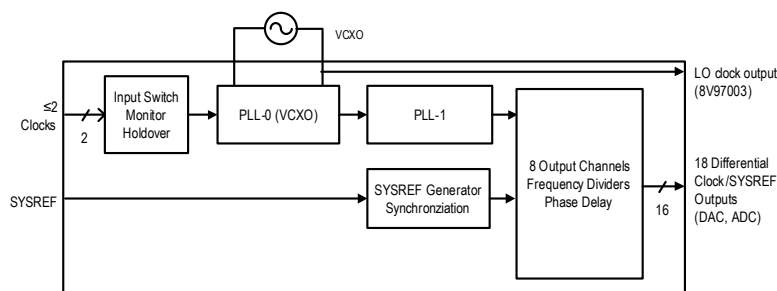 VCXO
LO clock output
(8V97003)
≤2
Clocks
2
Input Switch
Monitor
Holdover
PLL-0 (VCXO)
PLL-1
8 Output Channels
Frequency Dividers
Phase Delay
18 Differential
Clock/SYSREF
Outputs
(DAC, ADC)
16
SYSREF
SYSREF Generator
Synchronziation